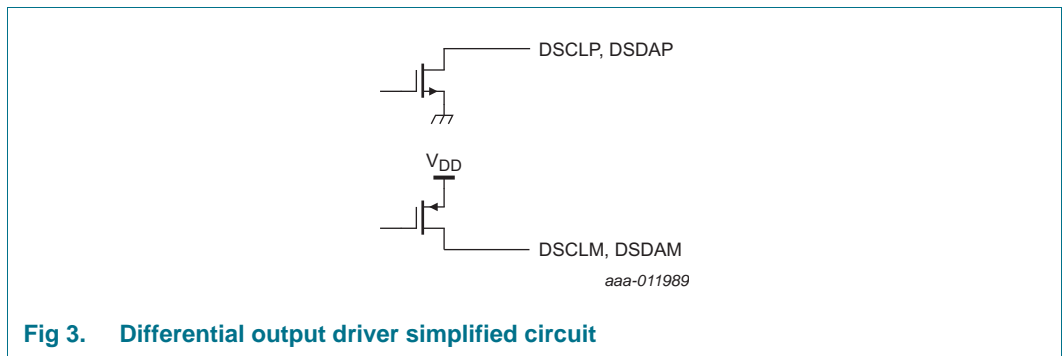 DSCLP, DSDAP
VDD
DSCLM, DSDAM
aaa-011989
Fig 3. Differential output driver simplified circuit